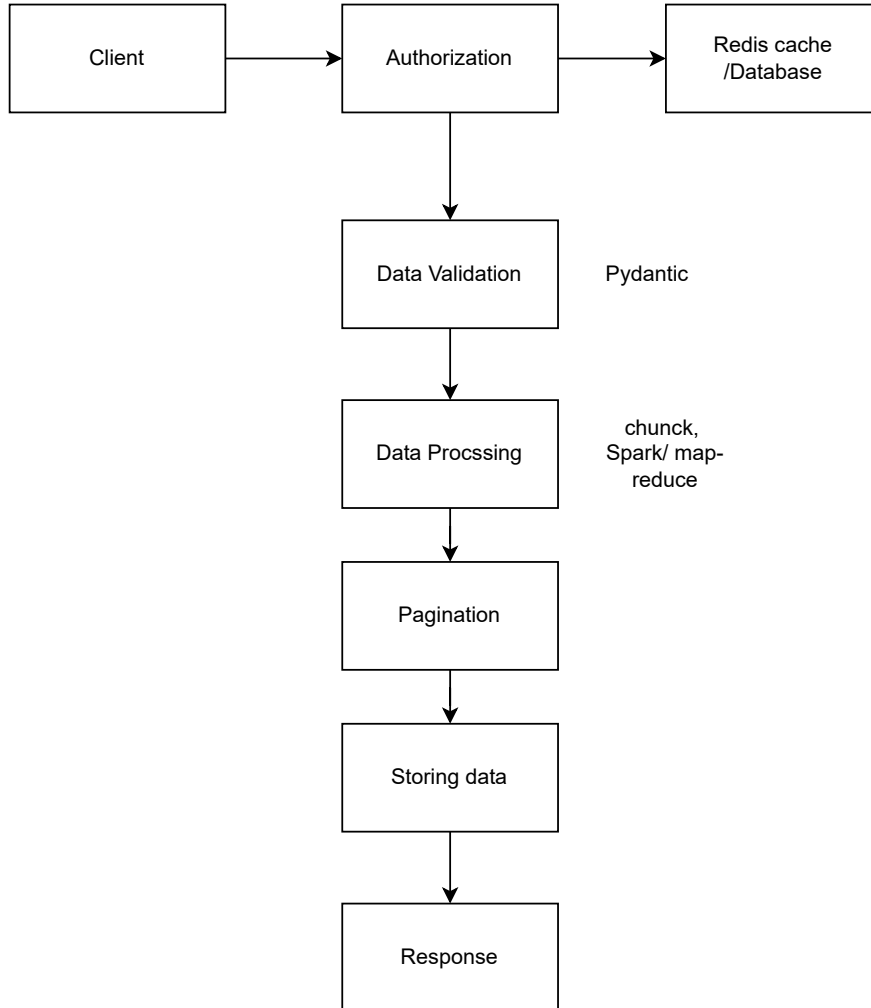 Client
Authorization
Redis cache
/Database
Data Validation
Pydantic
Data Procssing
chunck,
Spark/ map-
reduce
Pagination
Storing data
Response